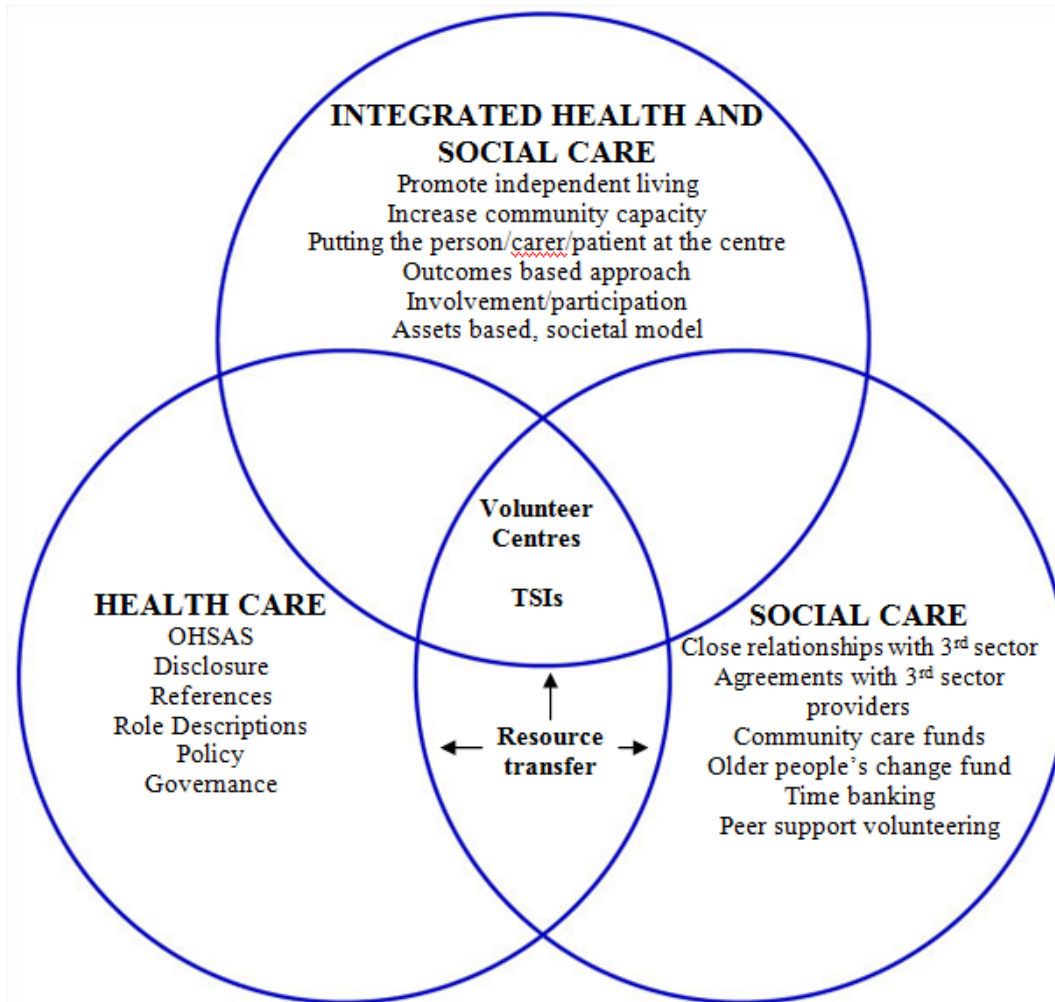 INTEGRATED HEALTH AND
SOCIAL CARE
Promote independent living
Increase community capacity
Putting the person/carer/patient at the centre
Outcomes based approach
Involvement/participation
Assets based, societal model
Volunteer
Centres
TSIs
HEALTH CARE
OHSAS
Disclosure
References
Role Descriptions
Policy
Governance
SOCIAL CARE
Close relationships with 3rd sector
Agreements with 3rd sector
providers
Community care funds
Older people’s change fund
Time banking
Peer support volunteering
Resource
transfer